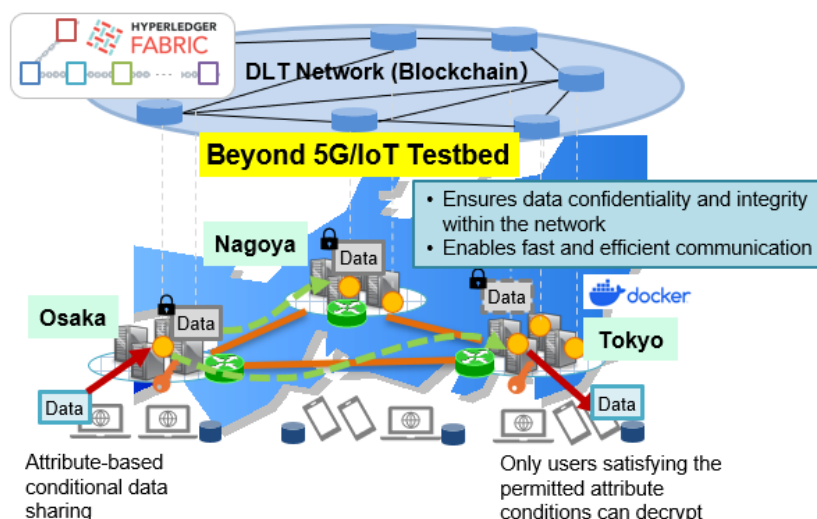 HYPERLEDGER
FABRIC
DLT Network (Blockchain）
Beyond 5G/IoT Testbed
• Ensures data confidentiality and integrity
within the network
• Enables fast and efficient communication
Nagoya
Data
Osaka
Data
Data
docker
Tokyo
Data
Data
Attribute-based
conditional data
sharing
Only users satisfying the
permitted attribute
conditions can decrypt